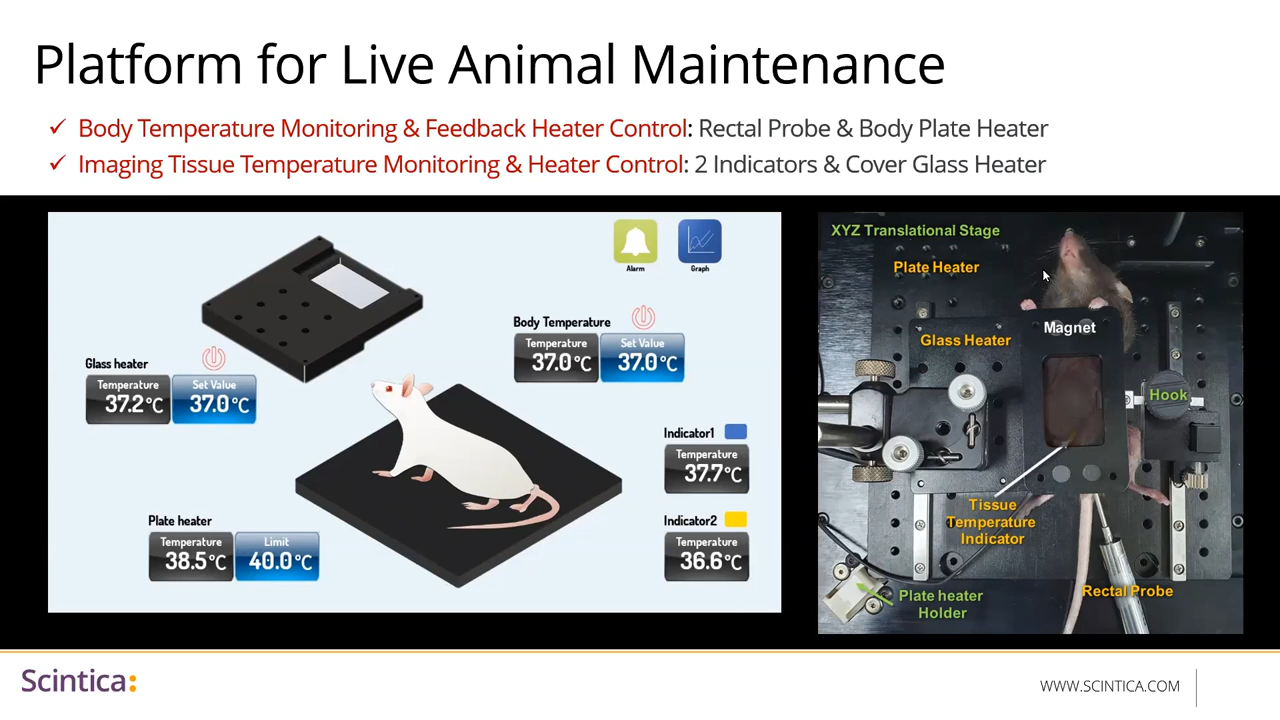 Platform for Live Animal Maintenance
✓ Body Temperature Monitoring & Feedback Heater Control: Rectal Probe & Body Plate Heater
✓ Imaging Tissue Temperature Monitoring & Heater Control: 2 Indicators & Cover Glass Heater
Alarm
Graph
Body Temperature
Temperature
37.0°C
Set Value
37.0°C
Glass heater
Temperature
37.2°C
Set Value
37.0°C
Indicator1
Temperature
37.7°C
Plate heater
Temperature
38.5°C
Limit
40.0°C
Indicator2
Temperature
36.6°C
XYZ Translational Stage
Plate Heater
Magnet
Glass Heater
Hook
Tissue
Temperature
Indicator
Plate heater
Holder
Rectal Probe
Scintica:
WWW.SCINTICA.COM